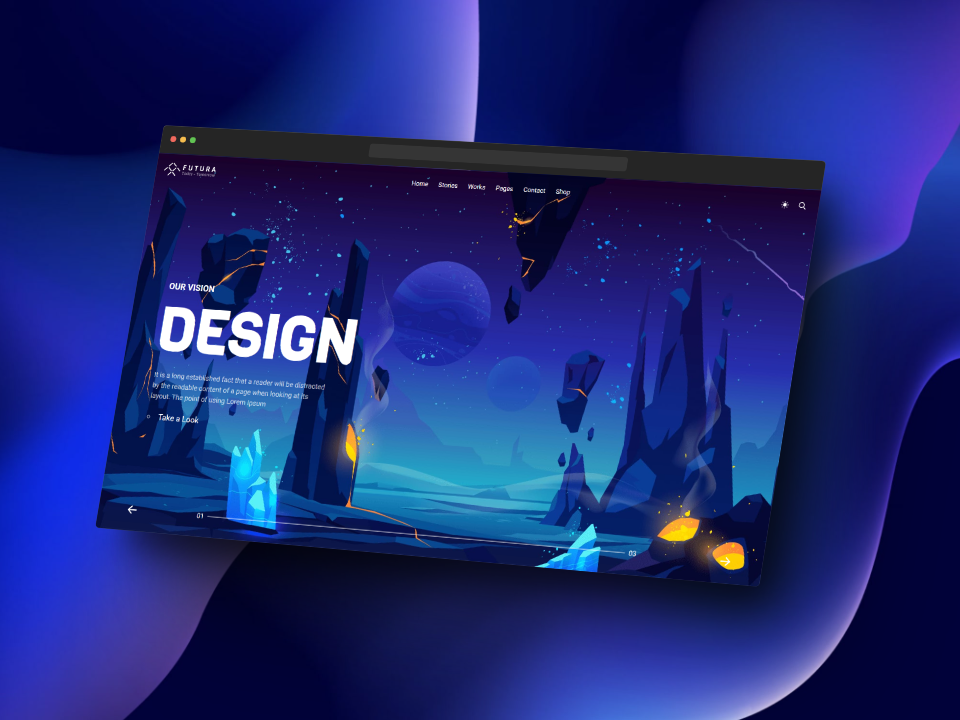 FUTURA
Today - Tomorrow
Home Stories Works Pages Contact Shop
OUR VISION
DESIGN
It is a long established fact that a reader will be distracted
by the readable content of a page when looking at its
layout. The point of using Lorem Ipsum
Take a Look
01
03